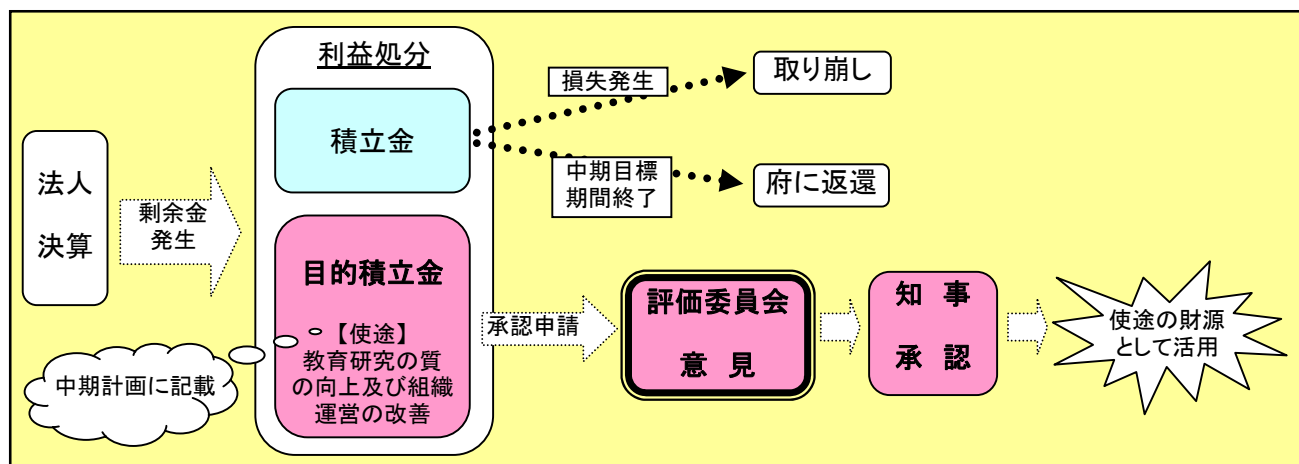 利益処分
積立金
損失発生
取り崩し
中期目標
期間終了
府に返還
法人
決算
剰余金
発生
目的積立金
【使途】
教育研究の質
の向上及び組織
運営の改善
中期計画に記載
承認申請
評価委員会
意見
知事
承認
使途の財源
として活用